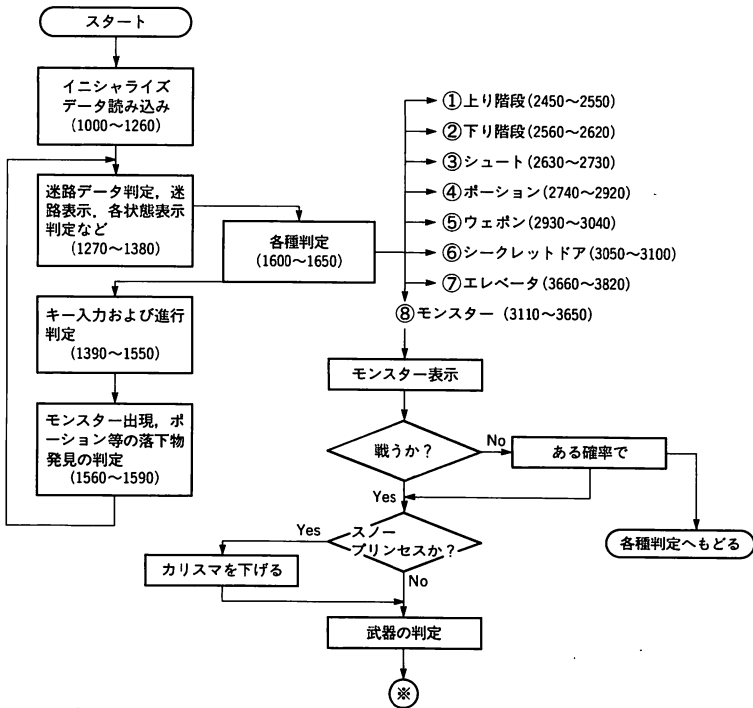 スタート
イニシャライズ
データ読み込み
(1000〜1260)
迷路データ判定，迷
路表示，各状態表示
判定など
(1270〜1380)
各種判定
(1600〜1650)
キー入力および進行
判定
(1390〜1550)
モンスター出現，ポ
ーション等の落下物
発見の判定
(1560〜1590)
①上り階段(2450〜2550)
②下り階段(2560〜2620)
③シュート(2630〜2730)
④ポーション(2740〜2920)
⑤ウェポン(2930〜3040)
⑥シークレットドア(3050〜3100)
⑦エレベータ(3660〜3820)
⑧モンスター (3110〜3650)
モンスター表示
戦うか？
No
ある確率で
Yes
各種判定へもどる
スノー
プリンセスか？
Yes
カリスマを下げる
No
武器の判定
※